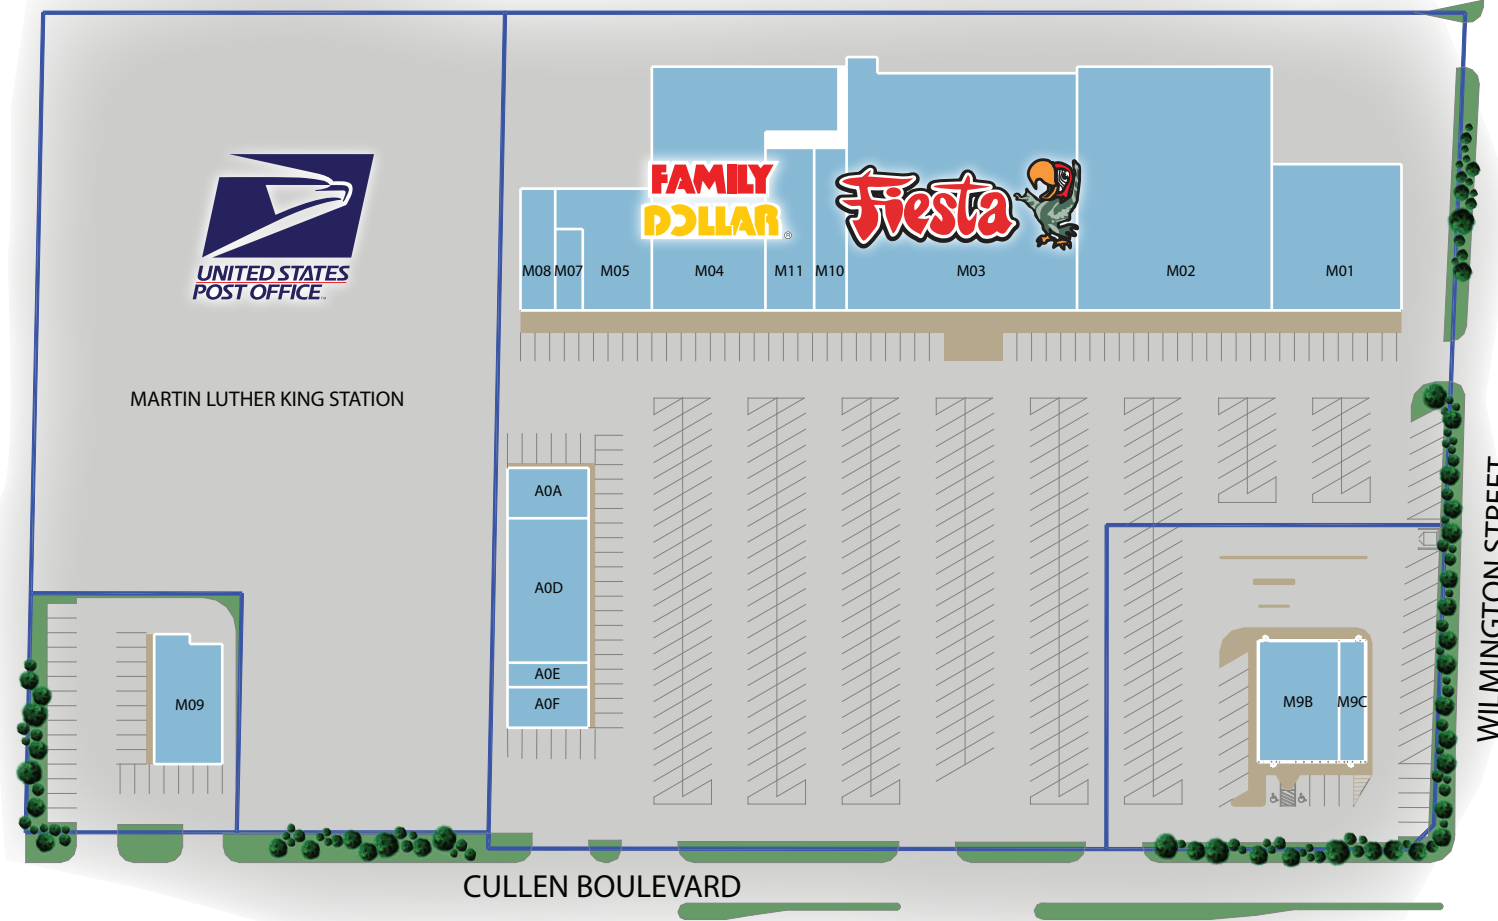 FAMILY
DOLLAR®
Fiesta
UNITED STATES
POST OFFICE™
M08
M07
M05
M04
M11
M10
M03
M02
M01
MARTIN LUTHER KING STATION
A0A
A0D
A0E
A0F
M09
M9B
M9C
WILMINGTON STREET
CULLEN BOULEVARD